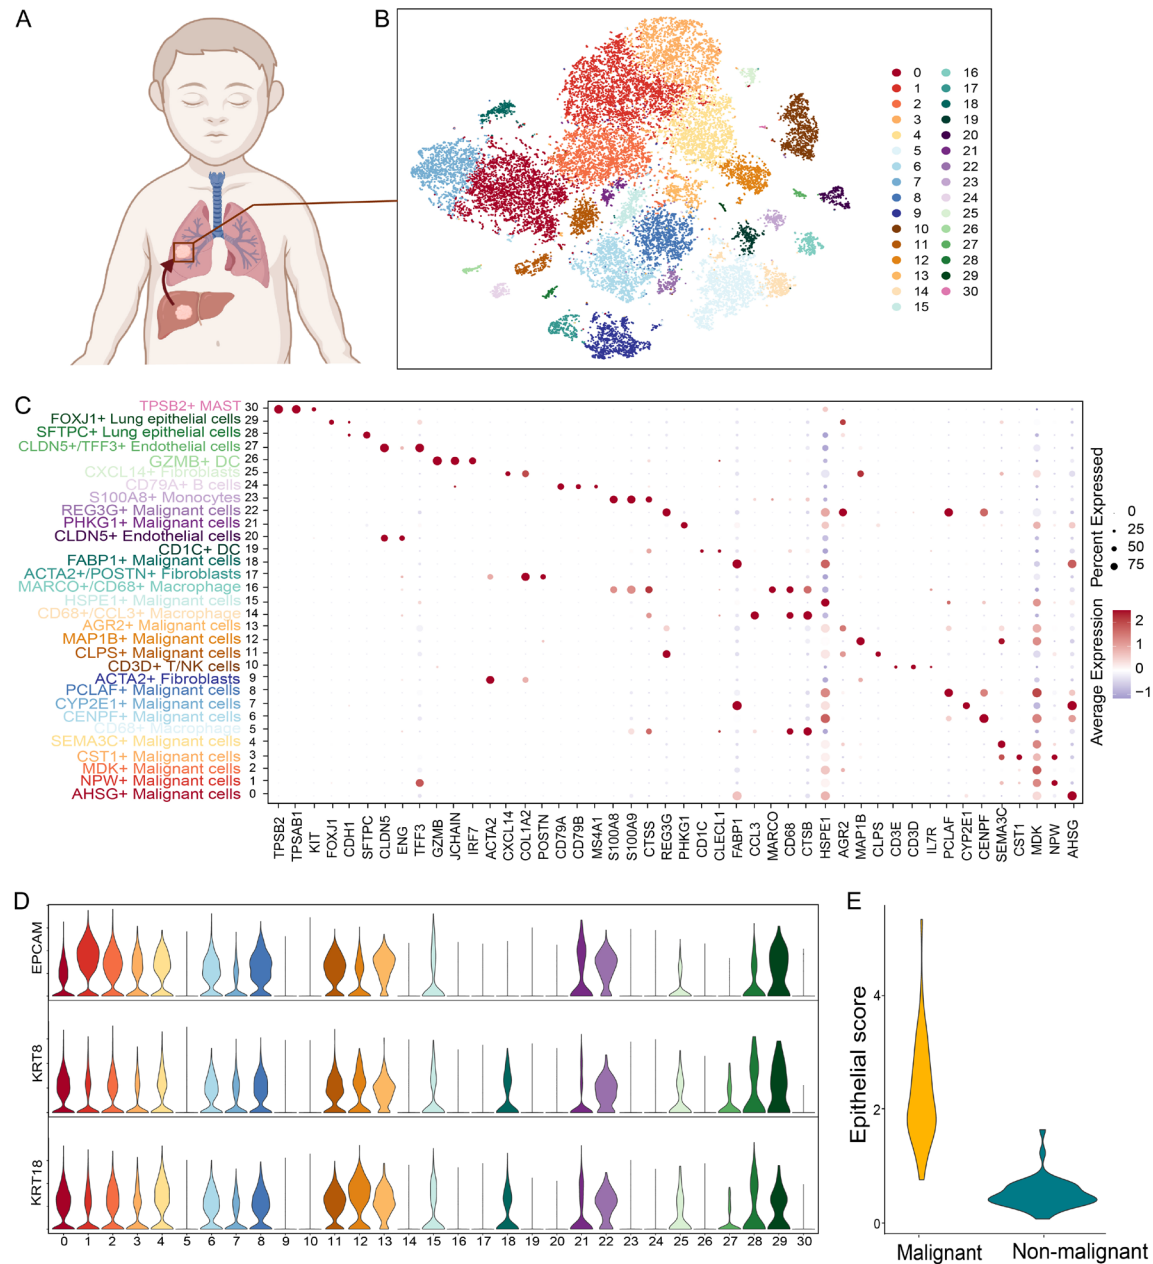 A
B
0 16
1 17
2 18
3 19
4 20
5 21
6 22
7 23
8 24
9 25
10 26
11 27
12 28
13 29
14 30
15
C
TPSB2+ MAST 30
FOXJ1+ Lung epithelial cells 29
SFTPC+ Lung epithelial cells 28
CLDN5+/TFF3+ Endothelial cells 27
GZMB+ DC 26
CXCL14+ Fibroblasts 25
CD79A+ B cells 24
S100A8+ Monocytes 23
REG3G+ Malignant cells 22
PHKG1+ Malignant cells 21
CLDN5+ Endothelial cells 20
CD1C+ DC 19
FABP1+ Malignant cells 18
ACTA2+/POSTN+ Fibroblasts 17
MARCO+/CD68+ Macrophage 16
HSPE1+ Malignant cells 15
CD68+/CCL3+ Macrophage 14
AGR2+ Malignant cells 13
MAP1B+ Malignant cells 12
CLPS+ Malignant cells 11
CD3D+ T/NK cells 10
ACTA2+ Fibroblasts 9
PCLAF+ Malignant cells 8
CYP2E1+ Malignant cells 7
CENPF+ Malignant cells 6
CD68+ Macrophage 5
SEMA3C+ Malignant cells 4
CST1+ Malignant cells 3
MDK+ Malignant cells 2
NPW+ Malignant cells 1
AHSG+ Malignant cells 0
TPSB2 TPSAB1 KIT FOXJ1 CDH1 SFTPC CLDN5 ENG TFF3 GZMB JCHAIN IRF7 ACTA2 CXCL14 COL1A2 POSTN CD79A CD79B MS4A1 S100A8 S100A9 CTSS REG3G PHKG1 CD1C CLECL1 FABP1 CCL3 MARCO CD68 CTSB HSPE1 AGR2 MAP1B CLPS CD3E CD3D IL7R PCLAF CYP2E1 CENPF SEMA3C CST1 MDK NPW AHSG
Percent Expressed
0
25
50
75
Average Expression
2
1
0
−1
D
EPCAM
KRT8
KRT18
0 1 2 3 4 5 6 7 8 9 10 11 12 13 14 15 16 17 18 19 20 21 22 23 24 25 26 27 28 29 30
E
Epithelial score
4
2
0
Malignant Non-malignant